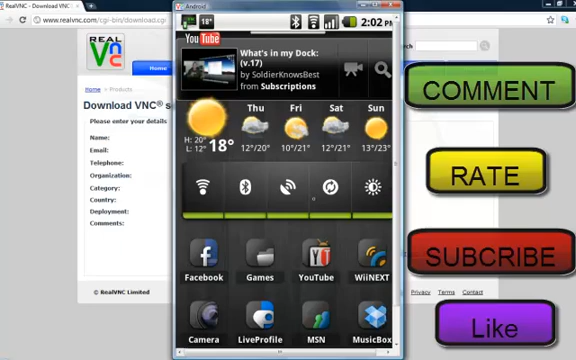 RealVNC
www.realvnc.com/cgi-bin/download.cgi
Android
18°
2:02 PM
REAL
VNC
Home
Home > Products
Download VNC® s
Please enter your details
Name:
Email:
Telephone:
Organization:
Category:
Country:
Deployment:
Comments:
© RealVNC Limited
Privacy
Terms
Contact
YouTube
What's in my Dock:
(v.17)
by SoldierKnowsBest
from Subscriptions
H: 20°
L: 12°
18°
Thu
12°/20°
Fri
10°/21°
Sat
12°/21°
Sun
13°/23°
Facebook
Games
YouTube
WiiNEXT
Camera
LiveProfile
MSN
MusicBox
COMMENT
RATE
SUBCRIBE
Like